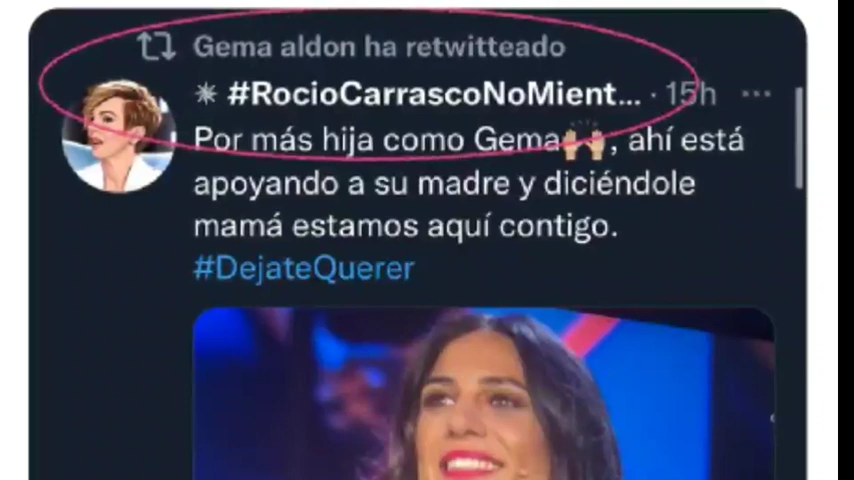 Gema aldon ha retwitteado
✴ #RocioCarrascoNoMient... · 15h ...
Por más hija como Gema🙌🏼, ahí está
apoyando a su madre y diciéndole
mamá estamos aquí contigo.
#DejateQuerer